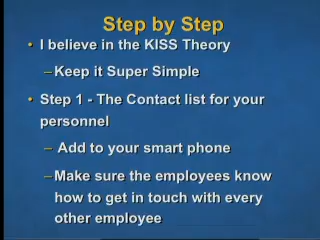 Step by Step
• I believe in the KISS Theory
– Keep it Super Simple
• Step 1 - The Contact list for your
personnel
– Add to your smart phone
– Make sure the employees know
how to get in touch with every
other employee